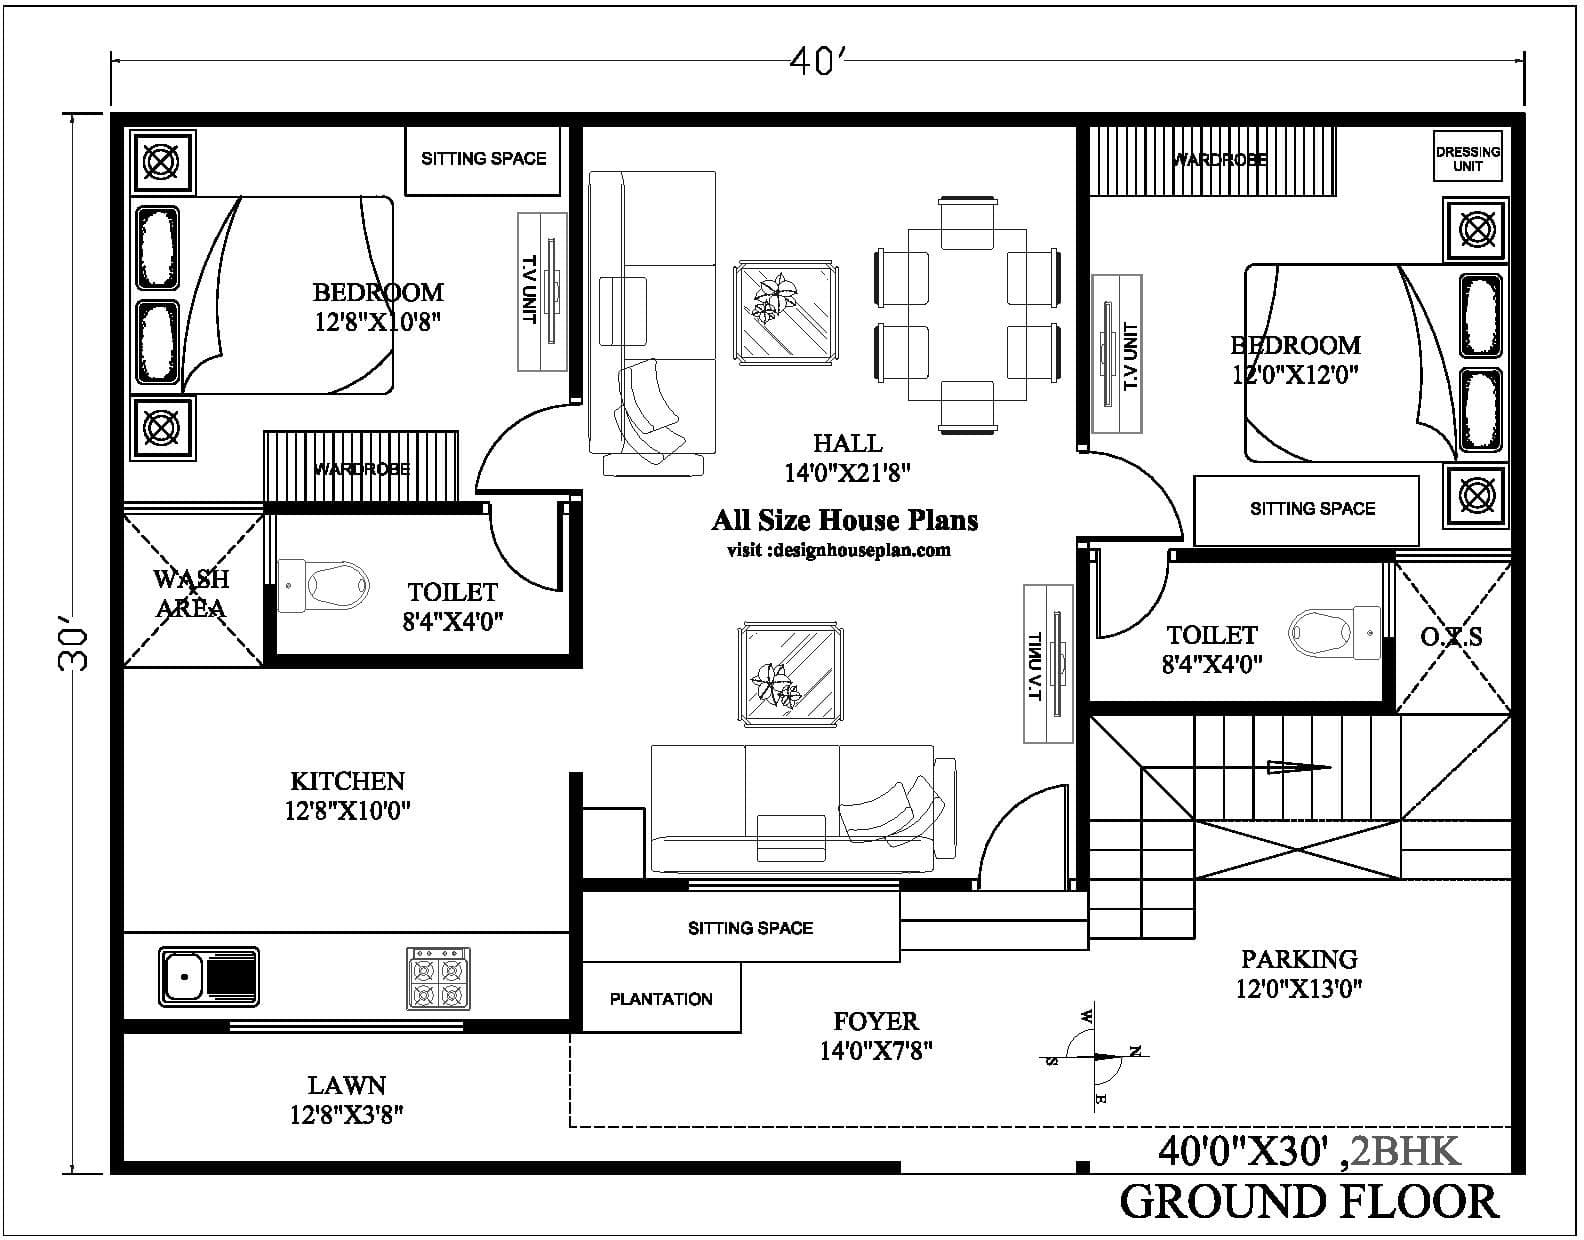 40'
30'
SITTING SPACE
WARDROBE
DRESSING
UNIT
BEDROOM
12'8"X10'8"
T.V UNIT
T.V UNIT
BEDROOM
12'0"X12'0"
HALL
14'0"X21'8"
All Size House Plans
visit :designhouseplan.com
WARDROBE
SITTING SPACE
WASH
AREA
TOILET
8'4"X4'0"
T.V UNIT
TOILET
8'4"X4'0"
O.T.S
KITCHEN
12'8"X10'0"
SITTING SPACE
PLANTATION
FOYER
14'0"X7'8"
PARKING
12'0"X13'0"
W
S
N
E
LAWN
12'8"X3'8"
40'0"X30' ,2BHK
GROUND FLOOR